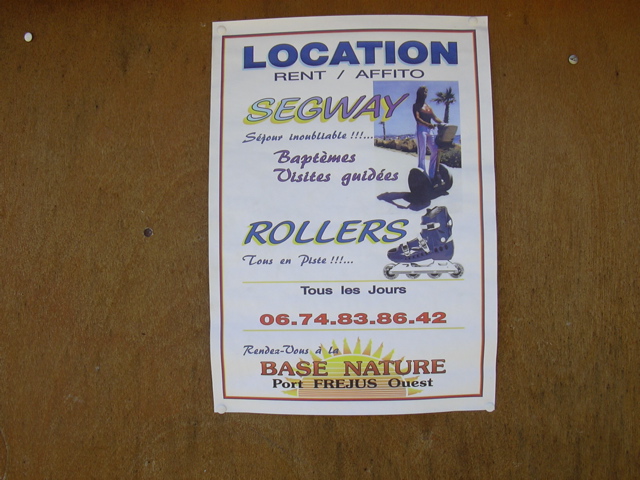 LOCATION
RENT / AFFITO
SEGWAY
Séjour inoubliable !!!...
Baptèmes
Visites guidées
ROLLERS
Tous en Piste !!!...
Tous les Jours
06.74.83.86.42
Rendez-Vous à la
BASE NATURE
Port FREJUS Ouest